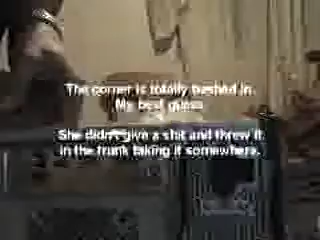 The corner is totally bashed in.
My best guess
She didn't give a shit and threw it
in the trunk taking it somewhere.